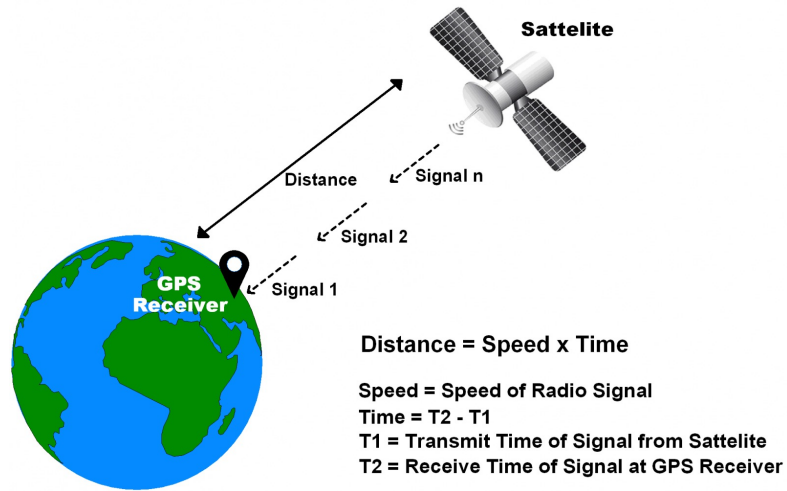 Sattelite
Distance
Signal n
Signal 2
GPS
Receiver
Signal 1
Distance = Speed x Time
Speed = Speed of Radio Signal
Time = T2 - T1
T1 = Transmit Time of Signal from Sattelite
T2 = Receive Time of Signal at GPS Receiver